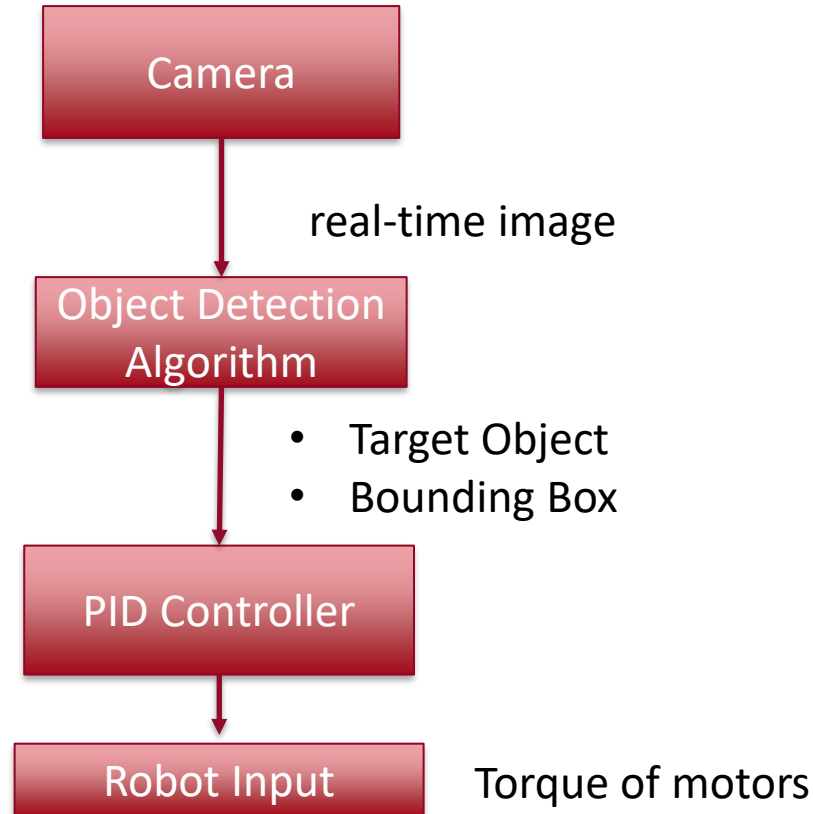 Camera
real-time image
Object Detection
Algorithm
• Target Object
• Bounding Box
PID Controller
Robot Input
Torque of motors